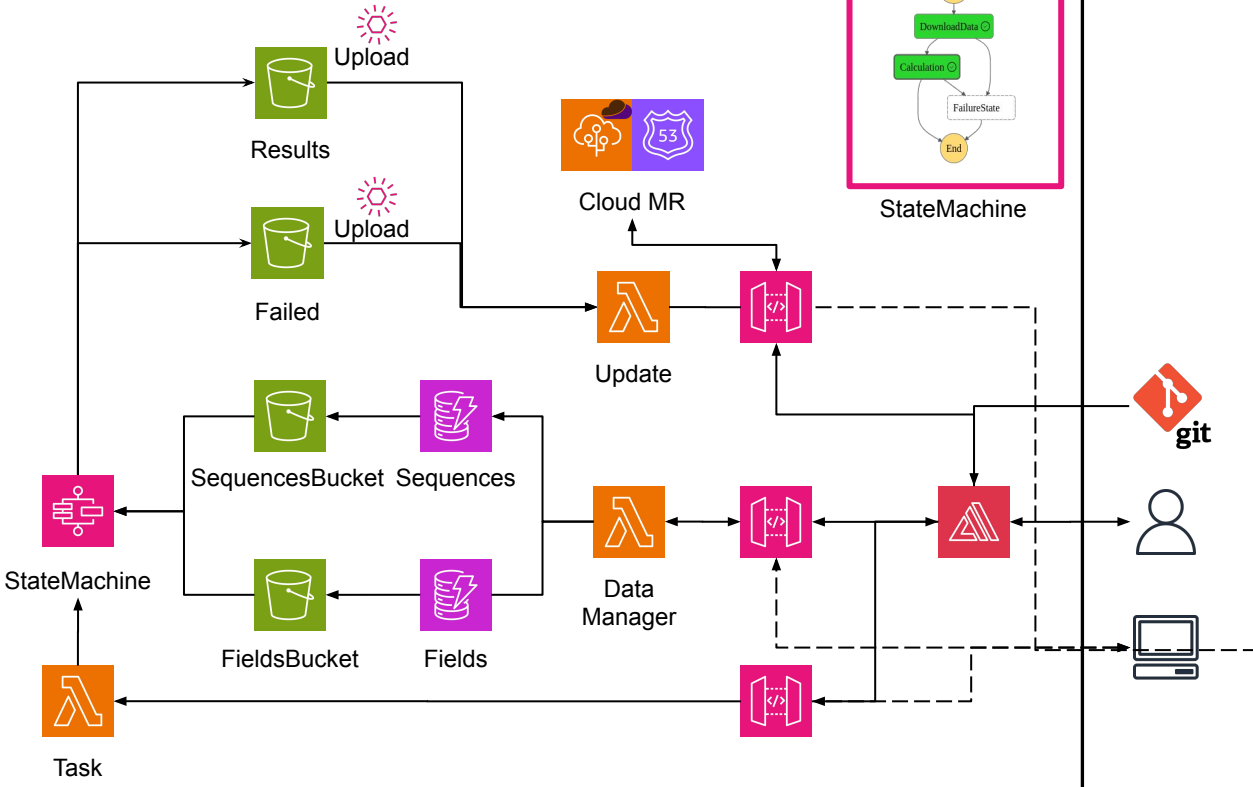 Upload
DownloadData
Calculation
FailureState
End
StateMachine
Results
53
Cloud MR
Upload
Failed
</>
Update
git
SequencesBucket
Sequences
</>
StateMachine
Data
Manager
FieldsBucket
Fields
</>
Task